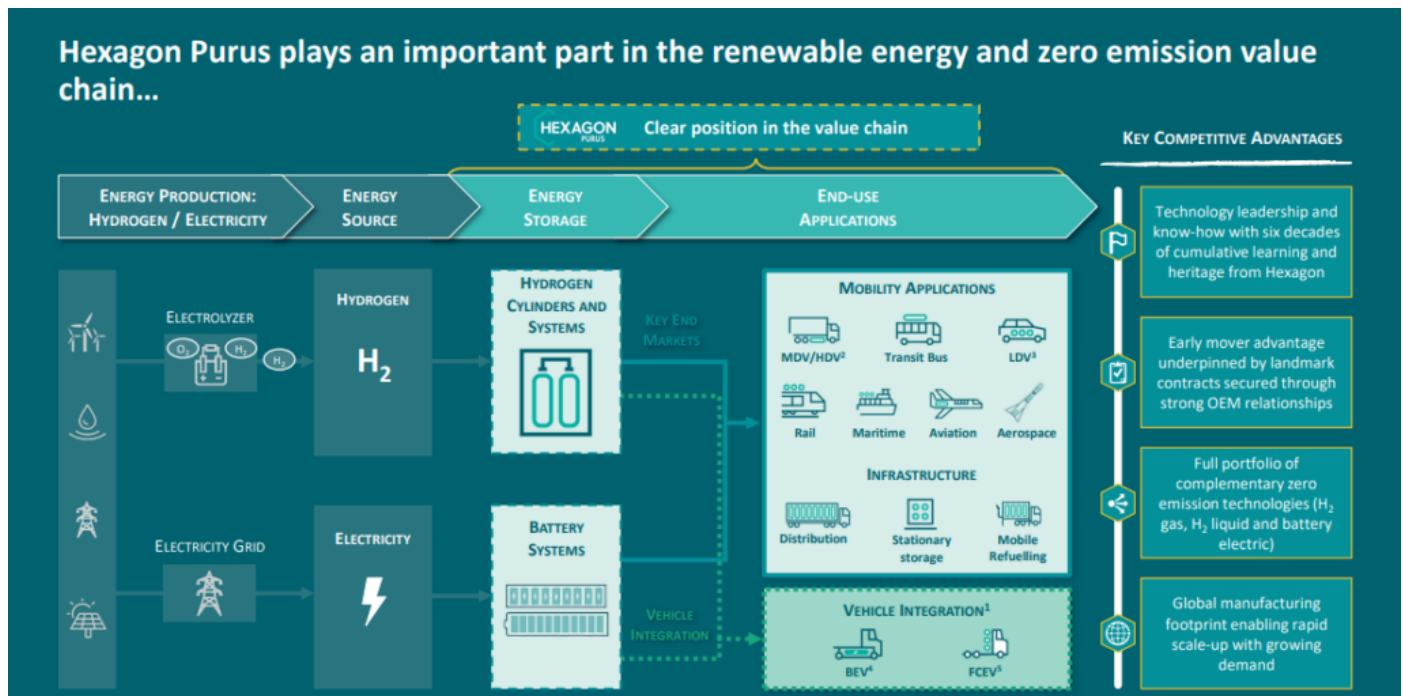 Hexagon Purus plays an important part in the renewable energy and zero emission value
chain…
HEXAGON
PURUS
Clear position in the value chain
KEY COMPETITIVE ADVANTAGES
ENERGY PRODUCTION:
HYDROGEN / ELECTRICITY
ENERGY
SOURCE
ENERGY
STORAGE
END-USE
APPLICATIONS
ELECTROLYZER
O₂
H₂
H₂
HYDROGEN
H₂
HYDROGEN
CYLINDERS AND
SYSTEMS
KEY END
MARKETS
MOBILITY APPLICATIONS
MDV/HDV²
Transit Bus
LDV³
Rail
Maritime
Aviation
Aerospace
INFRASTRUCTURE
Distribution
Stationary
storage
Mobile
Refuelling
ELECTRICITY GRID
ELECTRICITY
BATTERY
SYSTEMS
VEHICLE
INTEGRATION
VEHICLE INTEGRATION¹
BEV⁴
FCEV⁵
Technology leadership and
know-how with six decades
of cumulative learning and
heritage from Hexagon
Early mover advantage
underpinned by landmark
contracts secured through
strong OEM relationships
Full portfolio of
complementary zero
emission technologies (H₂
gas, H₂ liquid and battery
electric)
Global manufacturing
footprint enabling rapid
scale-up with growing
demand